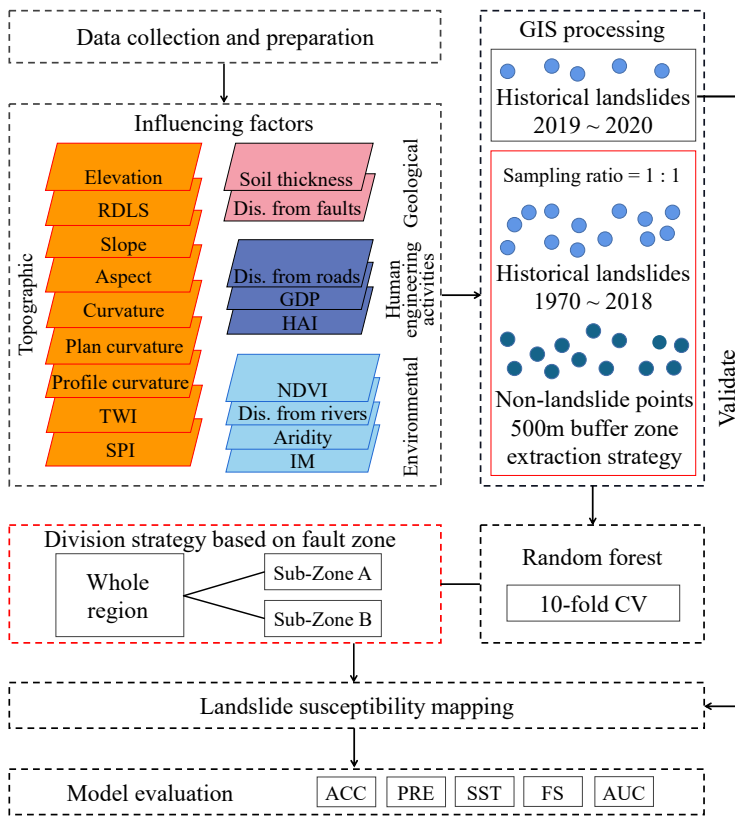 Data collection and preparation
Influencing factors
Topographic
Elevation
RDLS
Slope
Aspect
Curvature
Plan curvature
Profile curvature
TWI
SPI
Soil thickness
Dis. from faults
Geological
Dis. from roads
GDP
HAI
Human
engineering
activities
NDVI
Dis. from rivers
Aridity
IM
Environmental
GIS processing
Historical landslides
2019 ~ 2020
Sampling ratio = 1 : 1
Historical landslides
1970 ~ 2018
Non-landslide points
500m buffer zone
extraction strategy
Validate
Random forest
10-fold CV
Division strategy based on fault zone
Whole
region
Sub-Zone A
Sub-Zone B
Landslide susceptibility mapping
Model evaluation
ACC
PRE
SST
FS
AUC